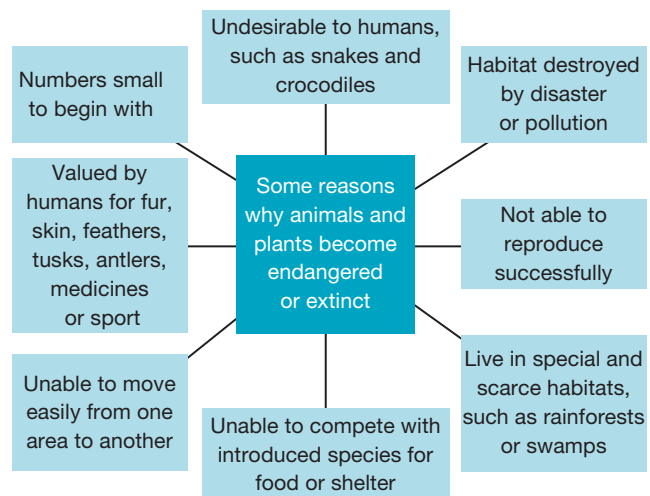 Undesirable to humans,
such as snakes and
crocodiles
Numbers small
to begin with
Habitat destroyed
by disaster
or pollution
Valued by
humans for fur,
skin, feathers,
tusks, antlers,
medicines
or sport
Some reasons
why animals and
plants become
endangered
or extinct
Not able to
reproduce
successfully
Unable to move
easily from one
area to another
Unable to compete with
introduced species for
food or shelter
Live in special and
scarce habitats,
such as rainforests
or swamps